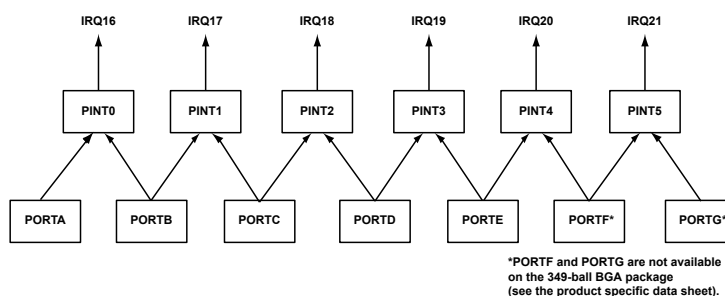 IRQ16 IRQ17 IRQ18 IRQ19 IRQ20 IRQ21
PINT0 PINT1 PINT2 PINT3 PINT4 PINT5
PORTA PORTB PORTC PORTD PORTE PORTF* PORTG*
*PORTF and PORTG are not available
on the 349-ball BGA package
(see the product specific data sheet).